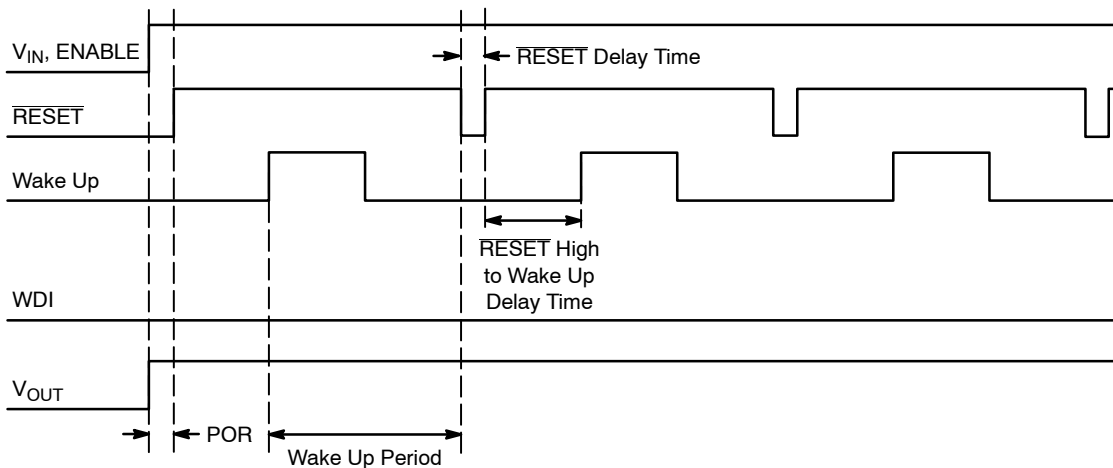 VIN, ENABLE
RESET Delay Time
RESET
Wake Up
RESET High
to Wake Up
Delay Time
WDI
VOUT
POR
Wake Up Period